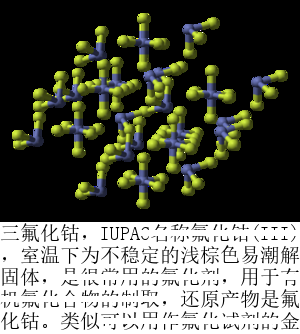 三氟化钴，IUPAC名称氟化钴(III)
，室温下为不稳定的浅棕色易潮解
固体，是很常用的氟化剂，用于有
机氟化合物的制取，还原产物是氟
化钴。类似可以用作氟化试剂的金